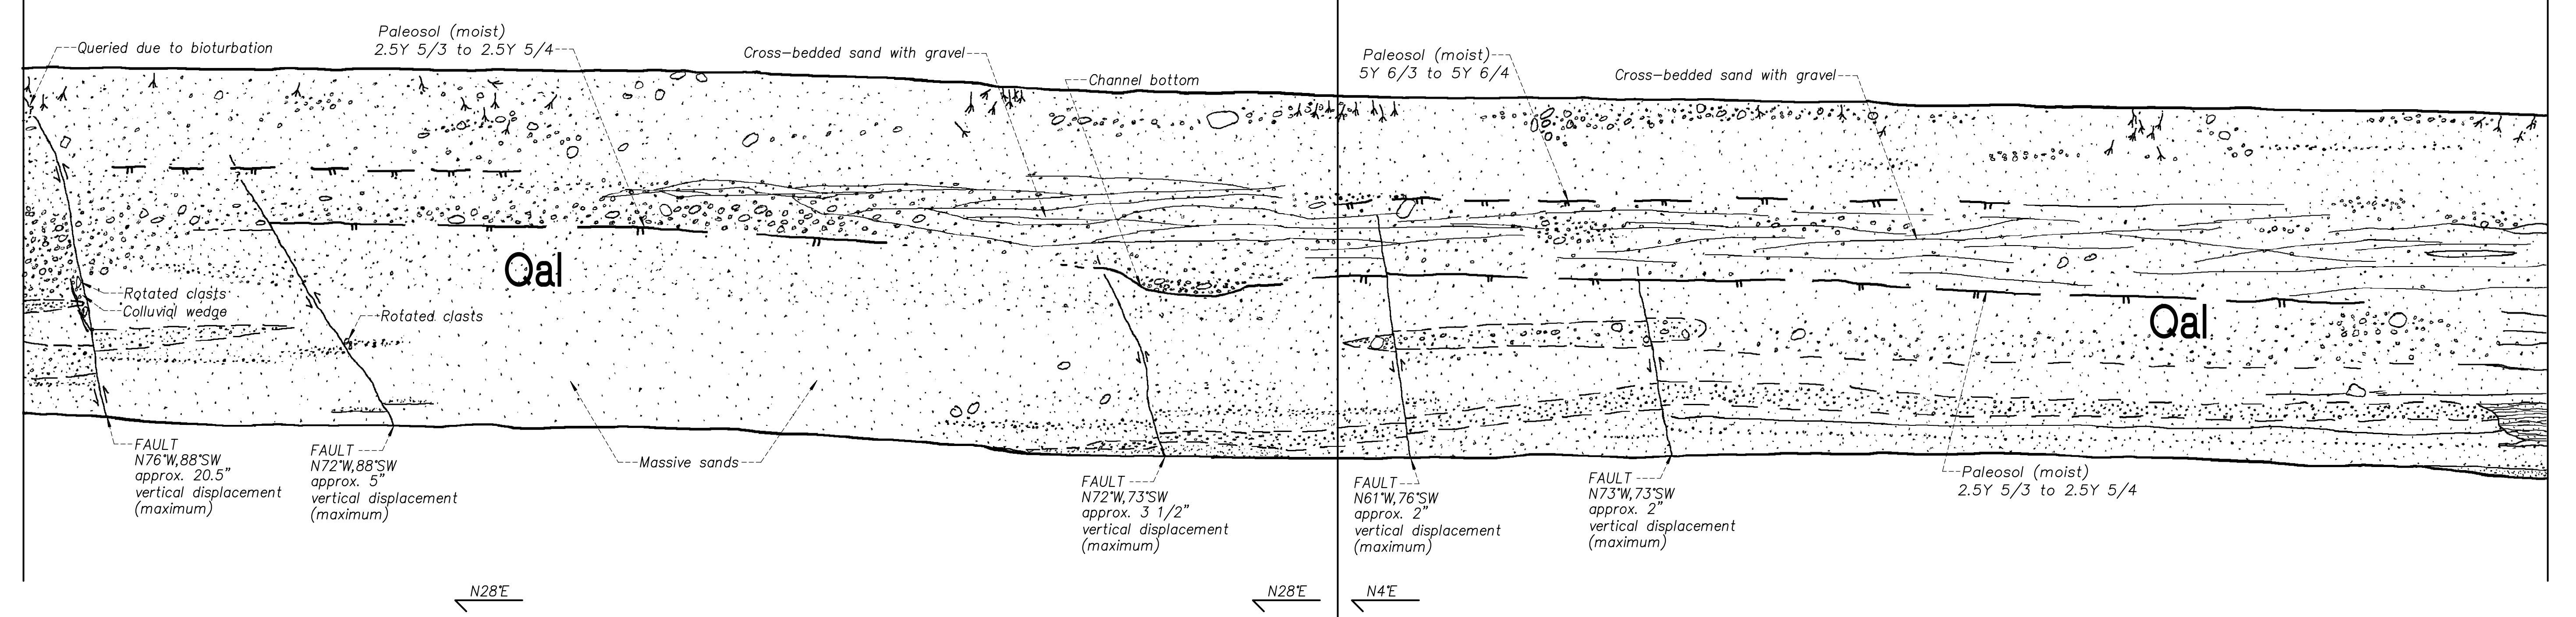 Queried due to bioturbation
Paleosol (moist)
2.5Y 5/3 to 2.5Y 5/4
Cross-bedded sand with gravel
Channel bottom
Paleosol (moist)
5Y 6/3 to 5Y 6/4
Cross-bedded sand with gravel
Qal
Rotated clasts
Colluvial wedge
Rotated clasts
Qal
FAULT
N76°W,88°SW
approx. 20.5"
vertical displacement
(maximum)
FAULT
N72°W,88°SW
approx. 5"
vertical displacement
(maximum)
Massive sands
FAULT
N72°W,73°SW
approx. 3 1/2"
vertical displacement
(maximum)
FAULT
N61°W,76°SW
approx. 2"
vertical displacement
(maximum)
FAULT
N73°W,73°SW
approx. 2"
vertical displacement
(maximum)
Paleosol (moist)
2.5Y 5/3 to 2.5Y 5/4
N28°E
N28°E
N4°E